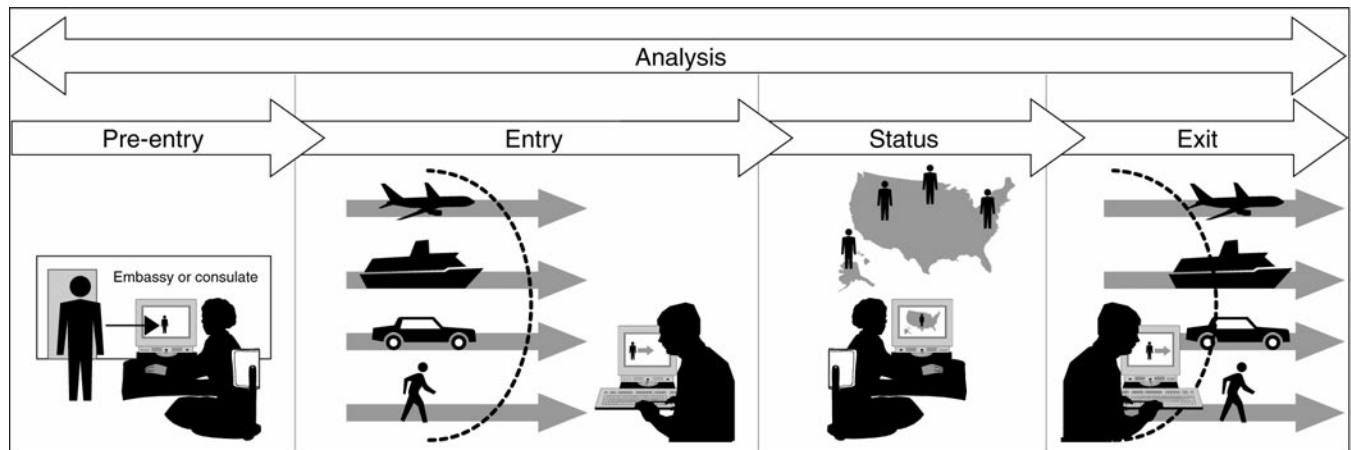 Analysis
Pre-entry
Entry
Status
Exit
Embassy or consulate